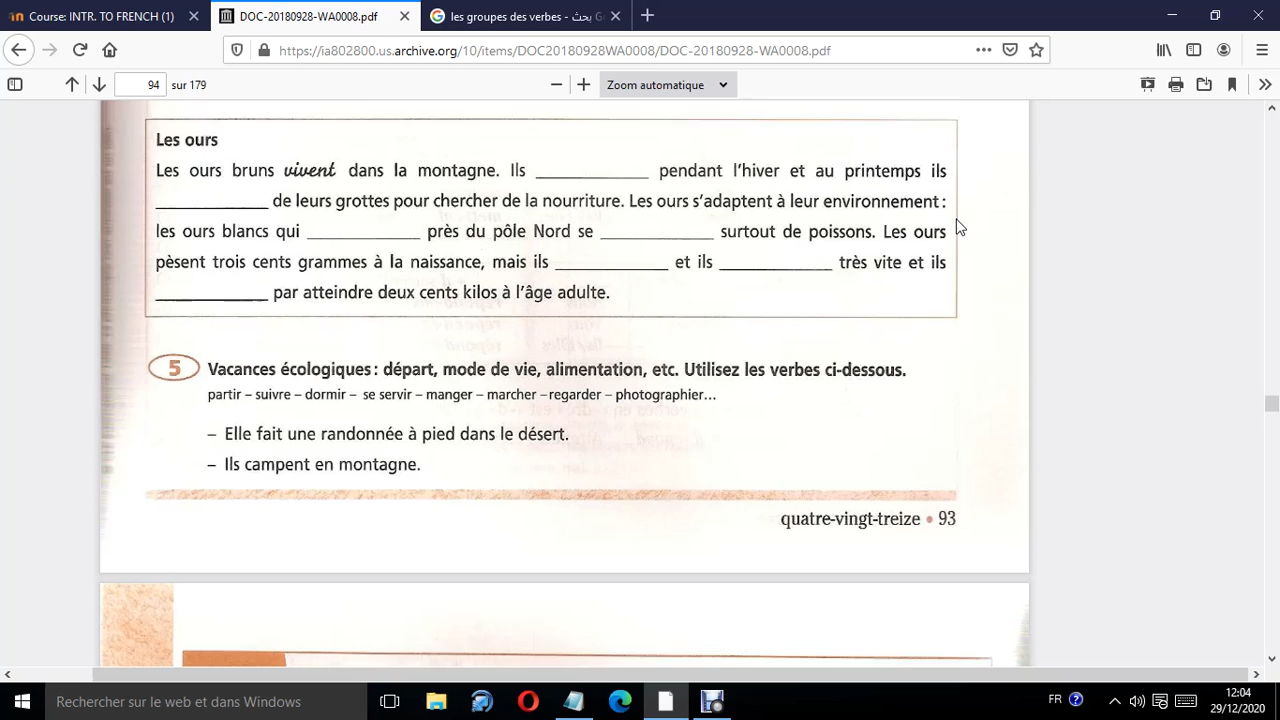 Course: INTR. TO FRENCH (1)
DOC-20180928-WA0008.pdf
les groupes des verbes - بحث G
https://ia802800.us.archive.org/10/items/DOC20180928WA0008/DOC-20180928-WA0008.pdf
94 sur 179
Zoom automatique
Les ours
Les ours bruns vivent dans la montagne. Ils ____________ pendant l'hiver et au printemps ils
____________ de leurs grottes pour chercher de la nourriture. Les ours s'adaptent à leur environnement :
les ours blancs qui ____________ près du pôle Nord se ____________ surtout de poissons. Les ours
pèsent trois cents grammes à la naissance, mais ils ____________ et ils ____________ très vite et ils
____________ par atteindre deux cents kilos à l'âge adulte.
5 Vacances écologiques : départ, mode de vie, alimentation, etc. Utilisez les verbes ci-dessous.
partir – suivre – dormir – se servir – manger – marcher – regarder – photographier...
– Elle fait une randonnée à pied dans le désert.
– Ils campent en montagne.
quatre-vingt-treize • 93
Rechercher sur le web et dans Windows
FR
12:04
29/12/2020